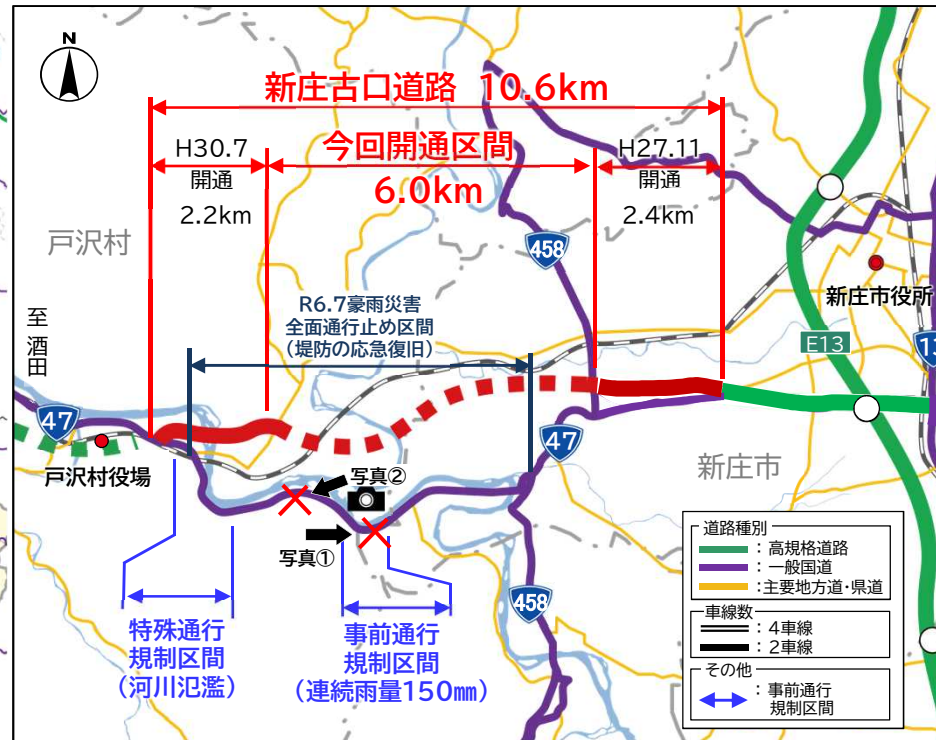 N
新庄古口道路 10.6km
H30.7
開通
2.2km
今回開通区間
6.0km
H27.11
開通
2.4km
戸沢村
458
新庄市役所
至 酒田
R6.7豪雨災害
全面通行止め区間
(堤防の応急復旧)
E13
13
47
戸沢村役場
47
新庄市
写真②
写真①
458
特殊通行
規制区間
(河川氾濫)
事前通行
規制区間
(連続雨量150㎜)
道路種別
:高規格道路
:一般国道
:主要地方道・県道
車線数
:4車線
:2車線
その他
:事前通行
規制区間